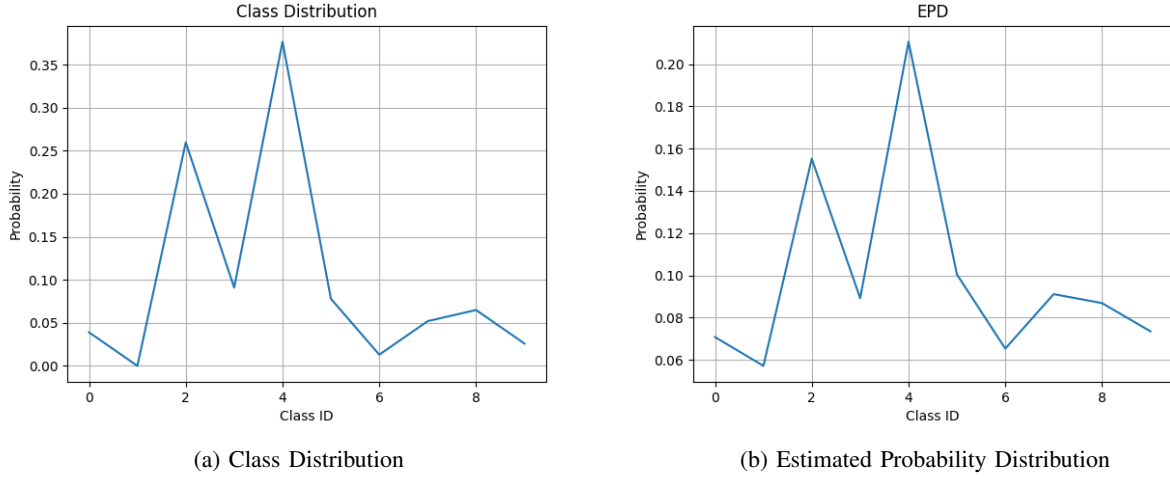 Class Distribution
0.35
0.30
0.25
0.20
0.15
0.10
0.05
0.00
Probability
0 2 4 6 8
Class ID
(a) Class Distribution
EPD
0.20
0.18
0.16
0.14
0.12
0.10
0.08
0.06
Probability
0 2 4 6 8
Class ID
(b) Estimated Probability Distribution